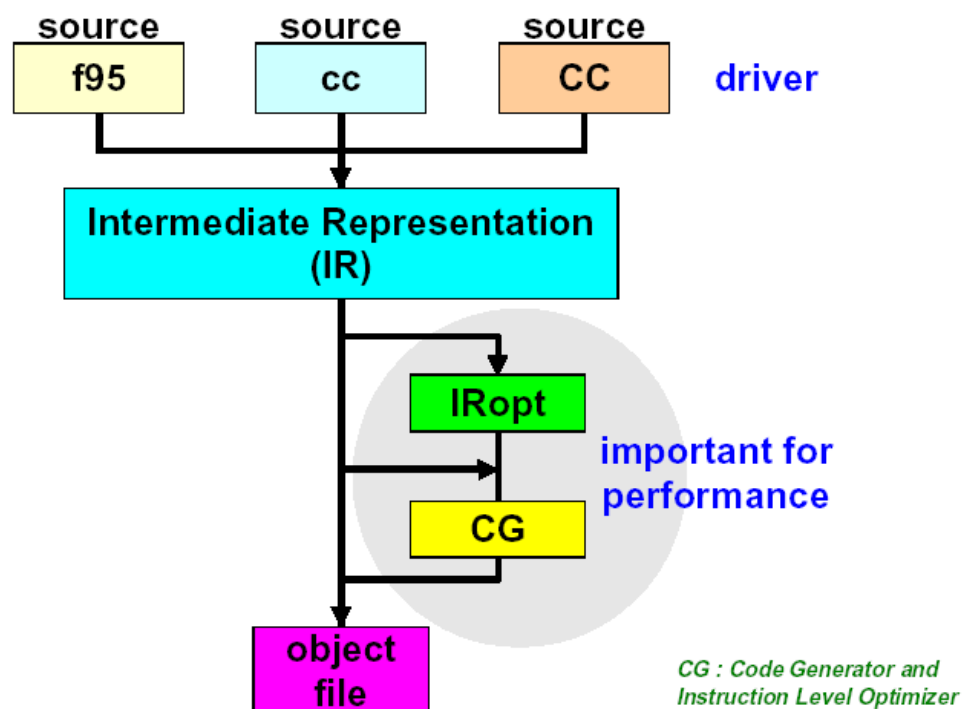 source source source
f95 cc CC driver
Intermediate Representation
(IR)
IRopt
important for
performance
CG
object
file
CG : Code Generator and
Instruction Level Optimizer